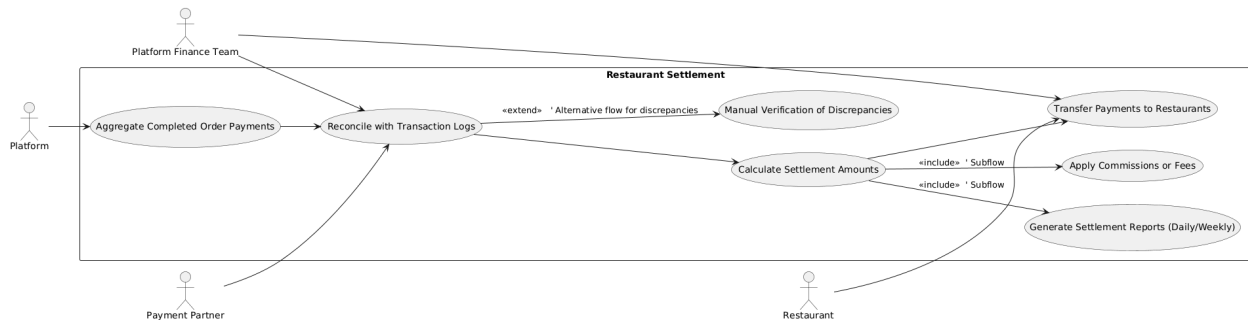 Platform Finance Team
Restaurant Settlement
Platform
Aggregate Completed Order Payments
Reconcile with Transaction Logs
«extend»   ' Alternative flow for discrepancies
Manual Verification of Discrepancies
Transfer Payments to Restaurants
Calculate Settlement Amounts
«include»  ' Subflow
Apply Commissions or Fees
«include»  ' Subflow
Generate Settlement Reports (Daily/Weekly)
Payment Partner
Restaurant